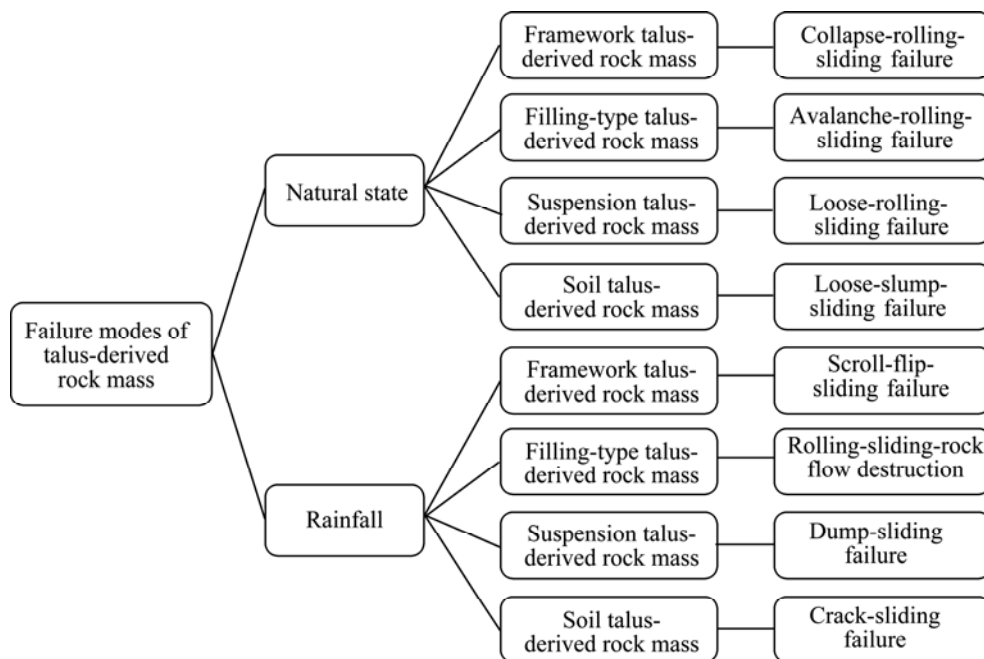 Failure modes of
talus-derived
rock mass
Natural state
Framework talus-
derived rock mass
Collapse-rolling-
sliding failure
Filling-type talus-
derived rock mass
Avalanche-rolling-
sliding failure
Suspension talus-
derived rock mass
Loose-rolling-
sliding failure
Soil talus-
derived rock mass
Loose-slump-
sliding failure
Rainfall
Framework talus-
derived rock mass
Scroll-flip-
sliding failure
Filling-type talus-
derived rock mass
Rolling-sliding-rock
flow destruction
Suspension talus-
derived rock mass
Dump-sliding
failure
Soil talus-
derived rock mass
Crack-sliding
failure